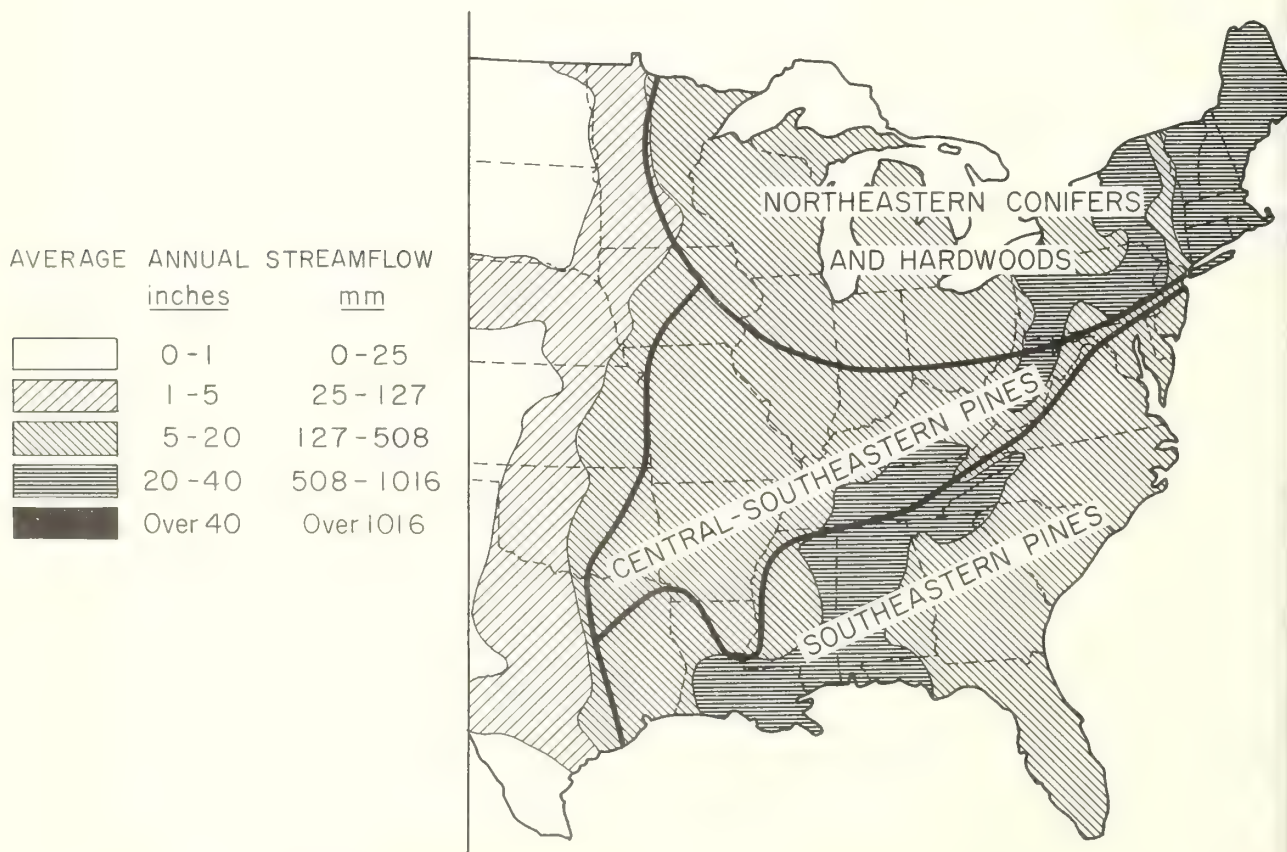 AVERAGE ANNUAL STREAMFLOW
inches mm
0-1 0-25
1-5 25-127
5-20 127-508
20-40 508-1016
Over 40 Over 1016
NORTHEASTERN CONIFERS
AND HARDWOODS
CENTRAL-SOUTHEASTERN PINES
SOUTHEASTERN PINES